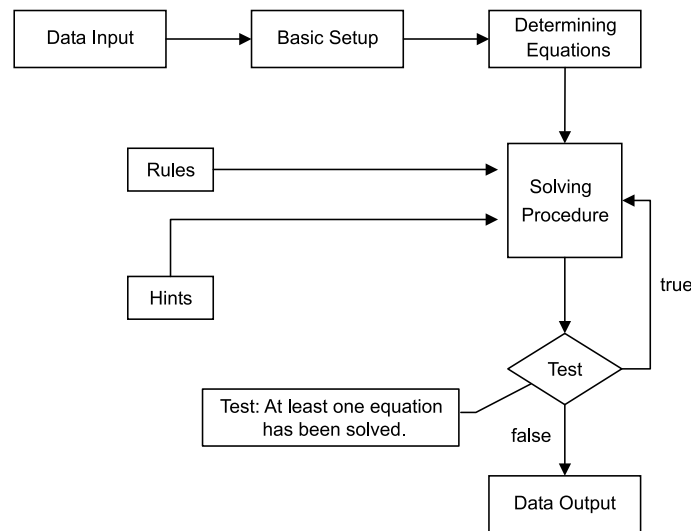 Data Input
Basic Setup
Determining
Equations
Rules
Solving
Procedure
Hints
true
Test
Test: At least one equation
has been solved.
false
Data Output